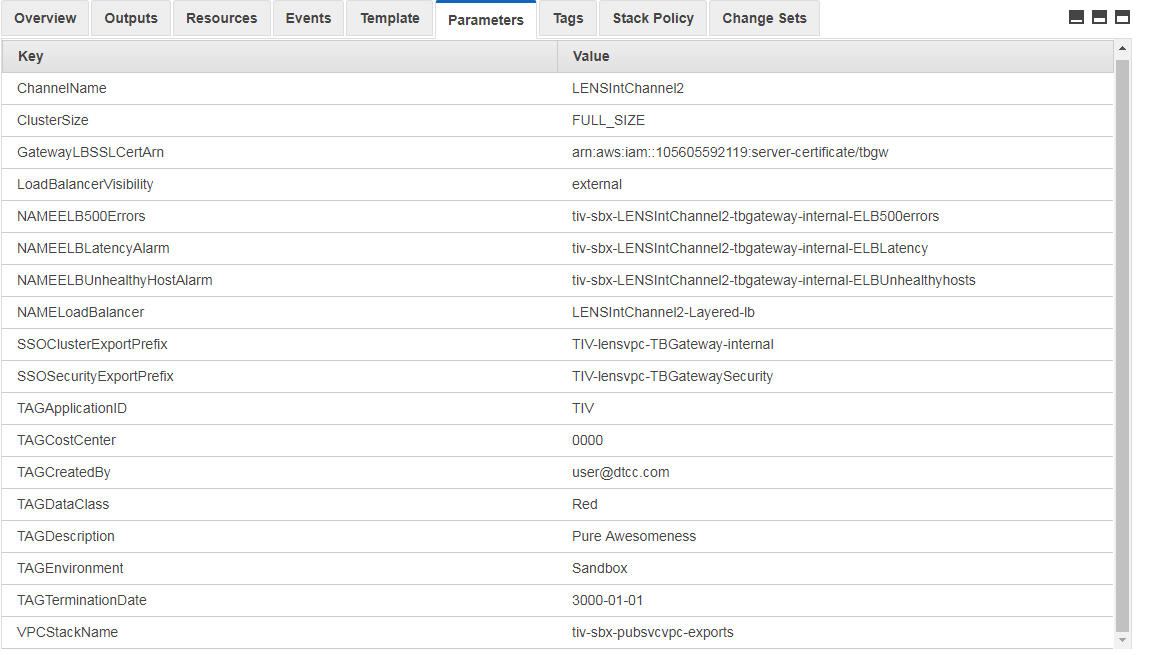 Overview Outputs Resources Events Template Parameters Tags Stack Policy Change Sets
Key Value
ChannelName LENSIntChannel2
ClusterSize FULL_SIZE
GatewayLBSSLCertArn arn:aws:iam::105605592119:server-certificate/tbgw
LoadBalancerVisibility external
NAMEELB500Errors tiv-sbx-LENSIntChannel2-tbgateway-internal-ELB500errors
NAMEELBLatencyAlarm tiv-sbx-LENSIntChannel2-tbgateway-internal-ELBLatency
NAMEELBUnhealthyHostAlarm tiv-sbx-LENSIntChannel2-tbgateway-internal-ELBUnhealthyhosts
NAMELoadBalancer LENSIntChannel2-Layered-lb
SSOClusterExportPrefix TIV-lensvpc-TBGateway-internal
SSOSecurityExportPrefix TIV-lensvpc-TBGatewaySecurity
TAGApplicationID TIV
TAGCostCenter 0000
TAGCreatedBy user@dtcc.com
TAGDataClass Red
TAGDescription Pure Awesomeness
TAGEnvironment Sandbox
TAGTerminationDate 3000-01-01
VPCStackName tiv-sbx-pubsvcvpc-exports